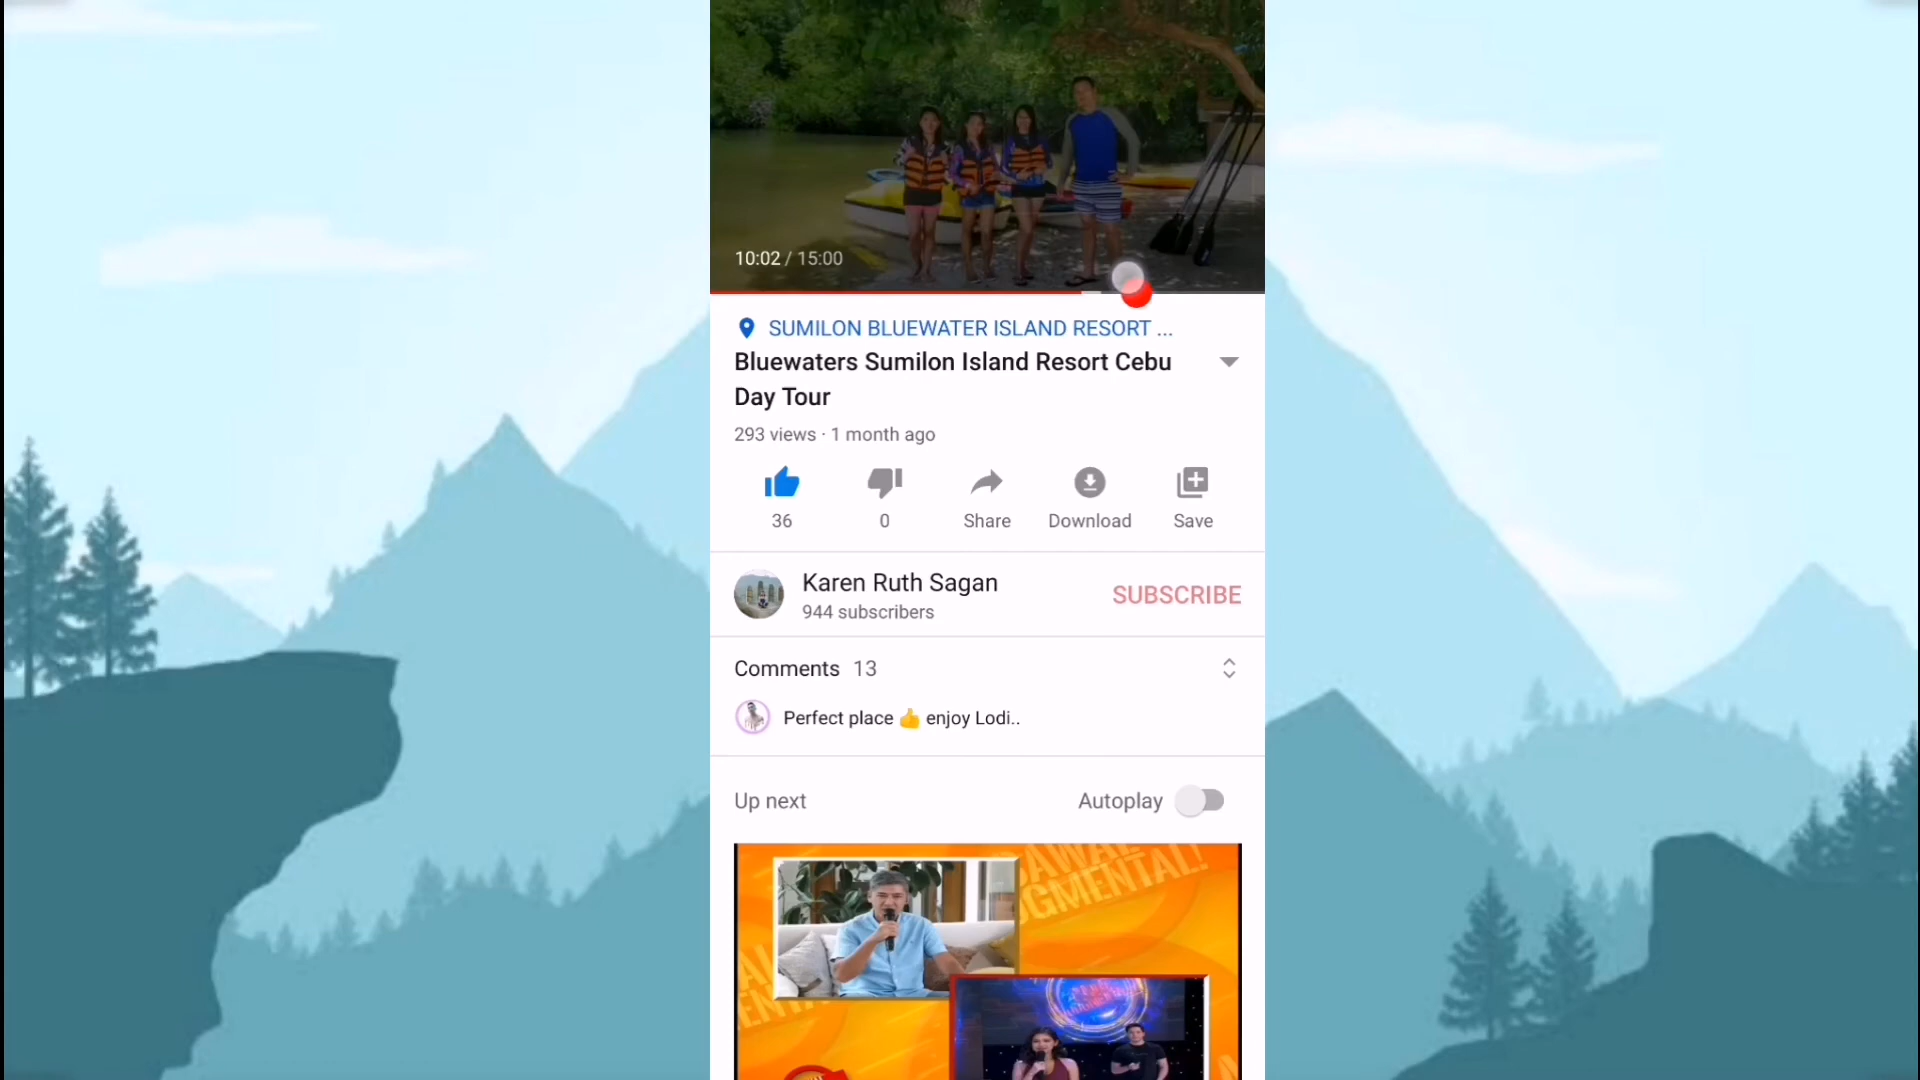 10:02 / 15:00
SUMILON BLUEWATER ISLAND RESORT ...
Bluewaters Sumilon Island Resort Cebu
Day Tour
293 views · 1 month ago
36
0
Share
Download
Save
Karen Ruth Sagan
SUBSCRIBE
944 subscribers
Comments 13
Perfect place 👍 enjoy Lodi..
Up next
Autoplay